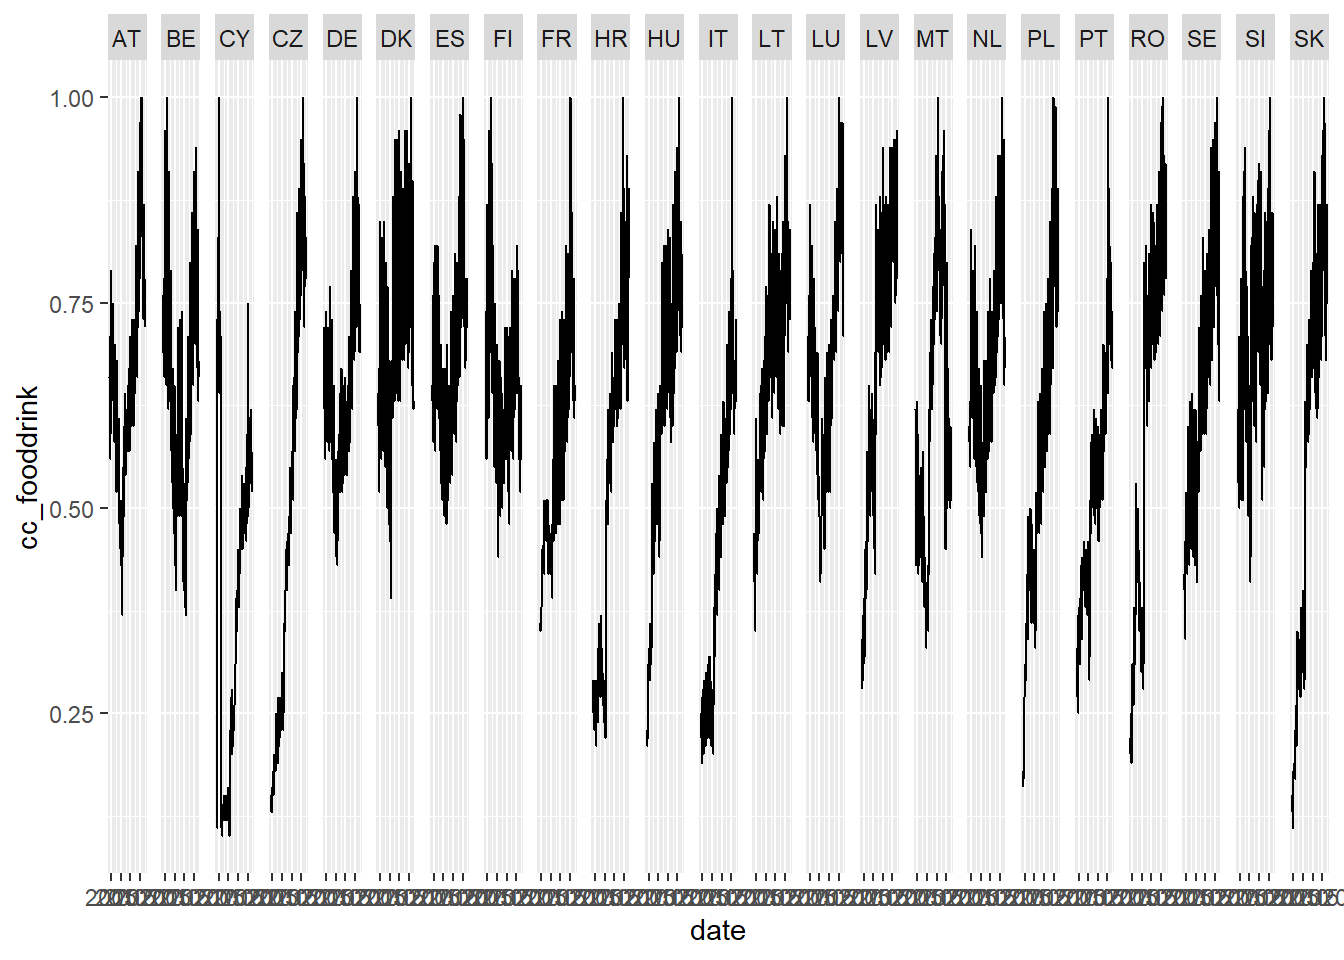 AT BE CY CZ DE DK ES FI FR HR HU IT LT LU LV MT NL PL PT RO SE SI SK
1.00
0.75
0.50
0.25
cc_fooddrink
date